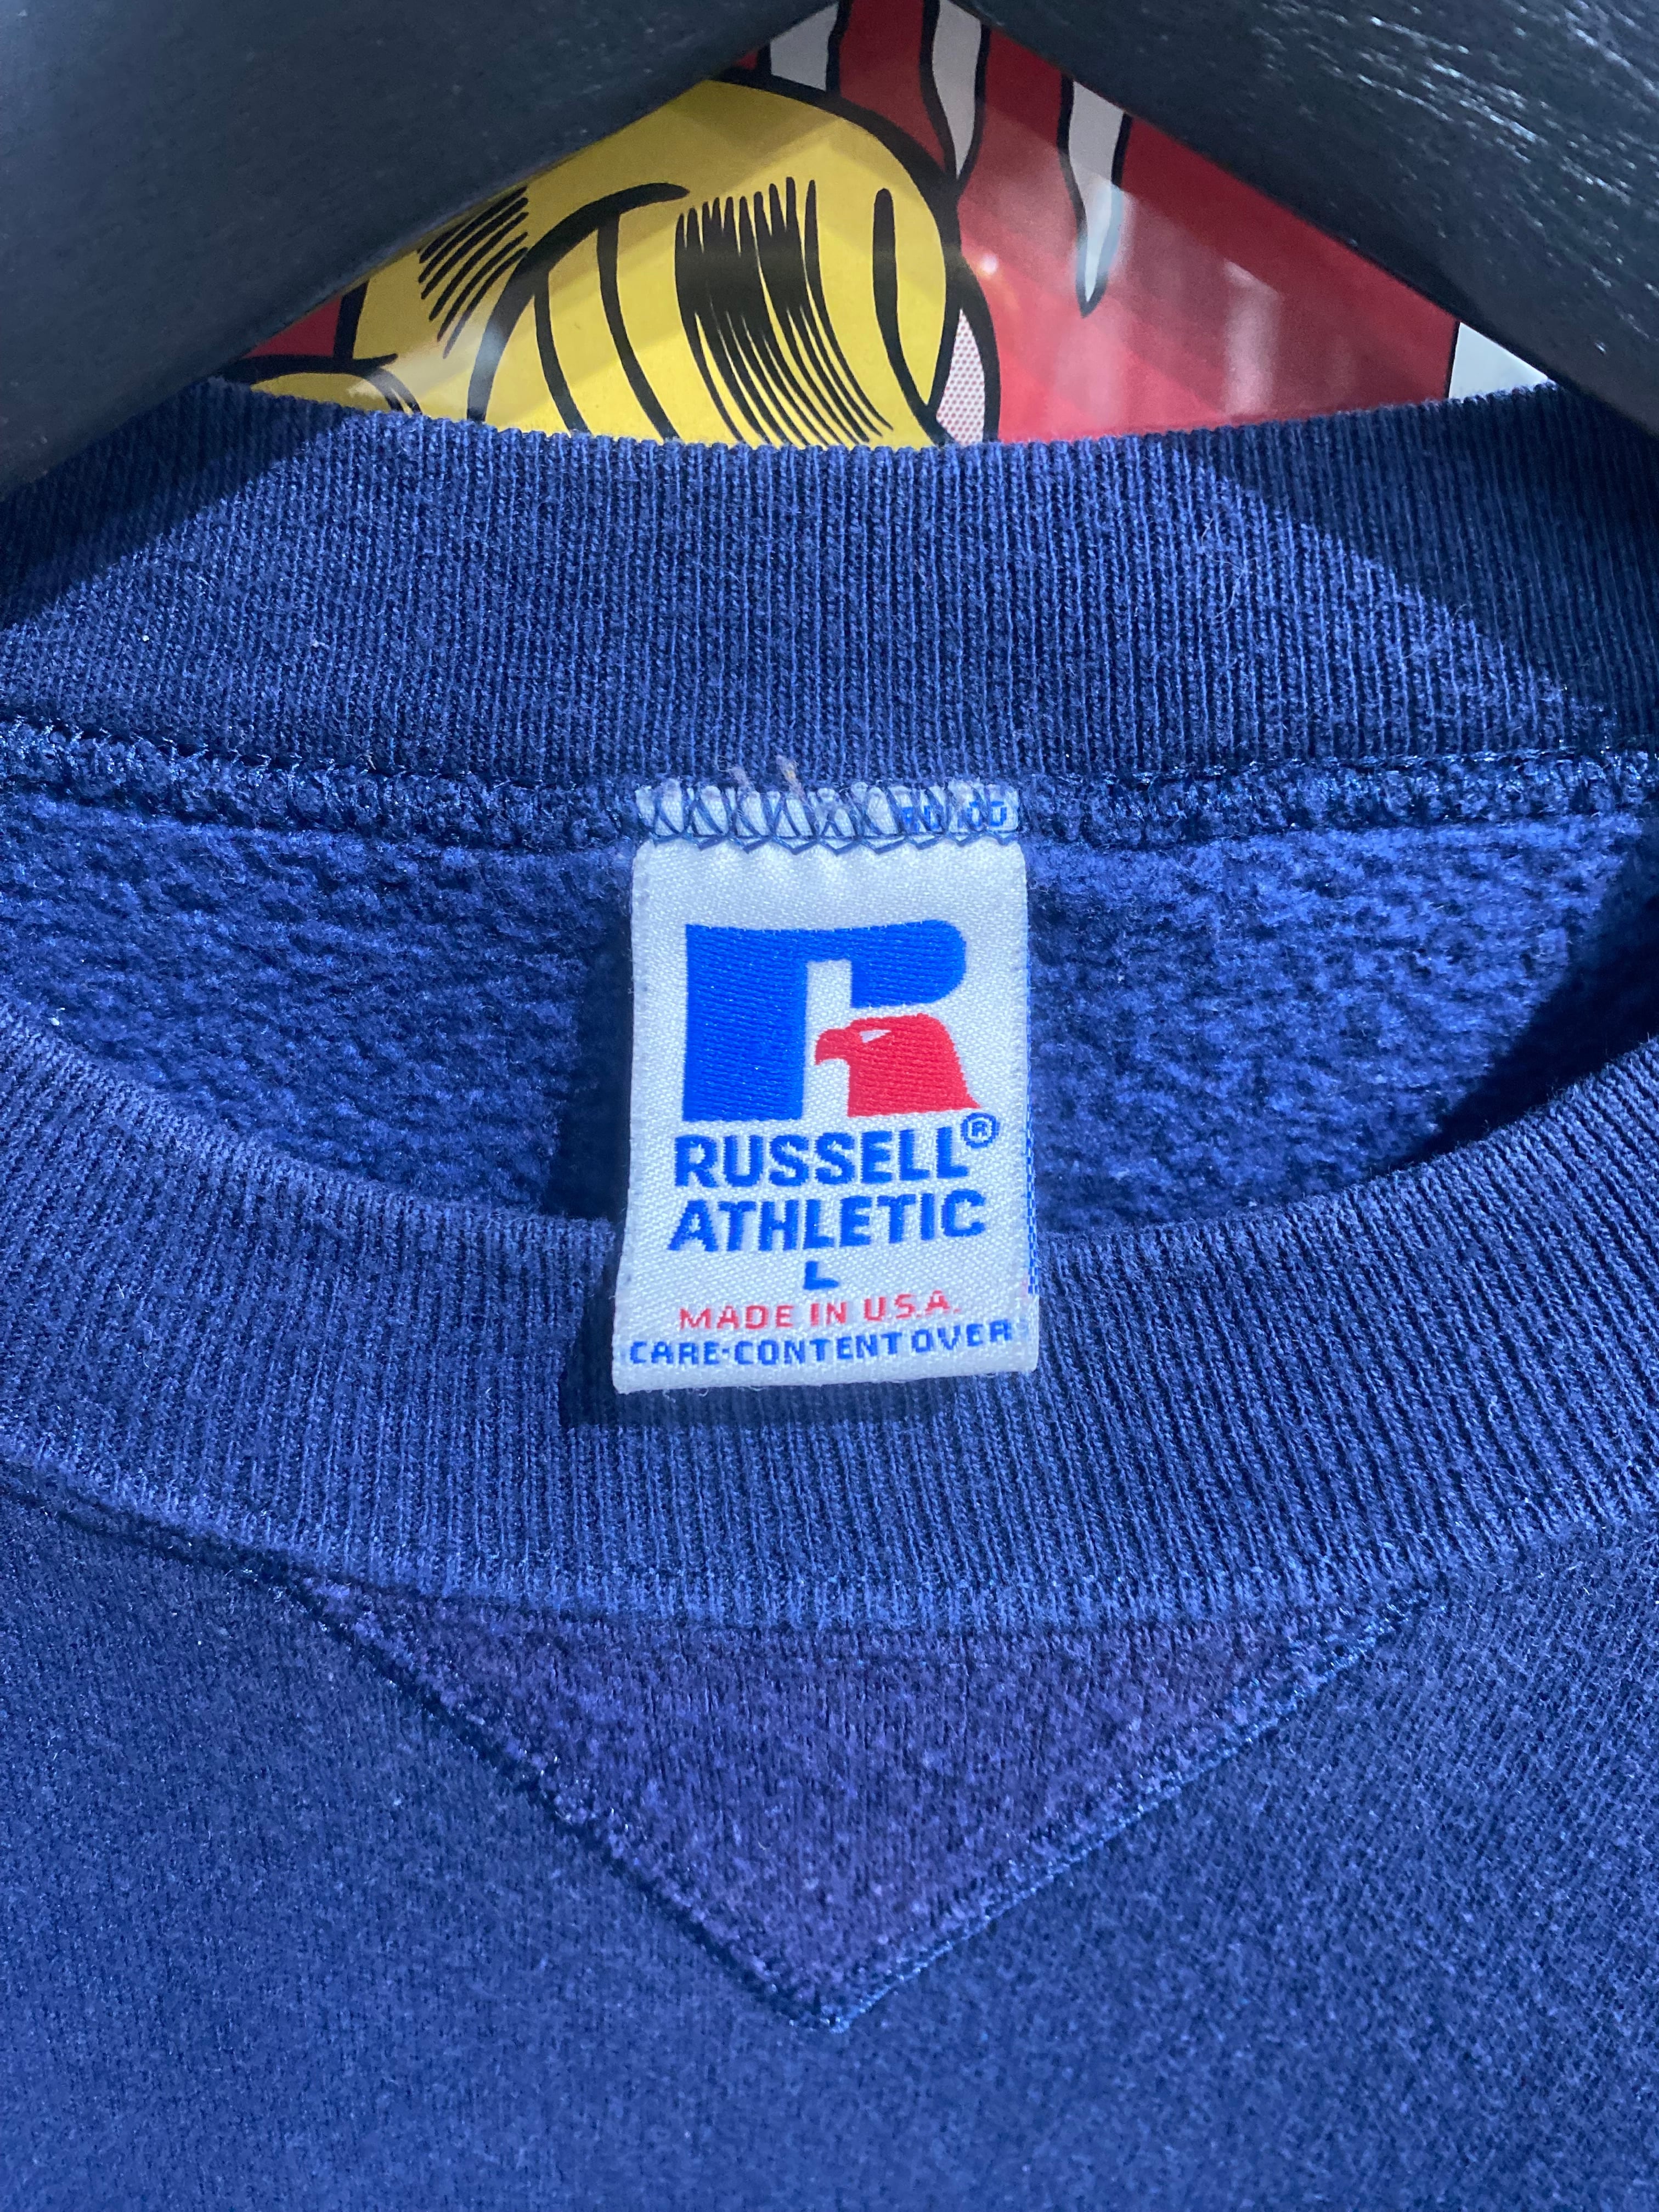 RUSSELL®
ATHLETIC
L
MADE IN U.S.A.
CARE-CONTENT OVER